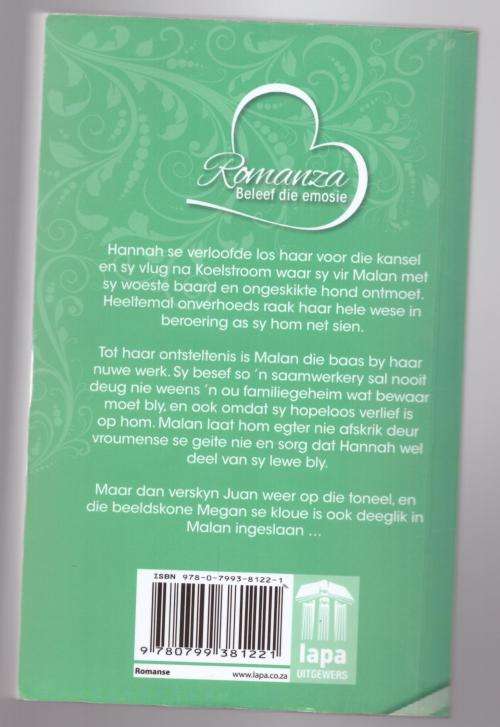 Romanza
Beleef die emosie
Hannah se verloofde los haar voor die kansel
en sy vlug na Koelstroom waar sy vir Malan met
sy woeste baard en ongeskikte hond ontmoet.
Heeltemal onverhoeds raak haar hele wese in
beroering as sy hom net sien.
Tot haar ontsteltenis is Malan die baas by haar
nuwe werk. Sy besef so 'n saamwerkery sal nooit
deug nie weens 'n ou familiegeheim wat bewaar
moet bly, en ook omdat sy hopeloos verlief is
op hom. Malan laat hom egter nie afskrik deur
vroumense se geite nie en sorg dat Hannah wel
deel van sy lewe bly.
Maar dan verskyn Juan weer op die toneel, en
die beeldskone Megan se kloue is ook deeglik in
Malan ingeslaan ...
ISBN 978-0-7993-8122-1
9 780799 381221
Romanse www.lapa.co.za
lapa
UITGEWERS